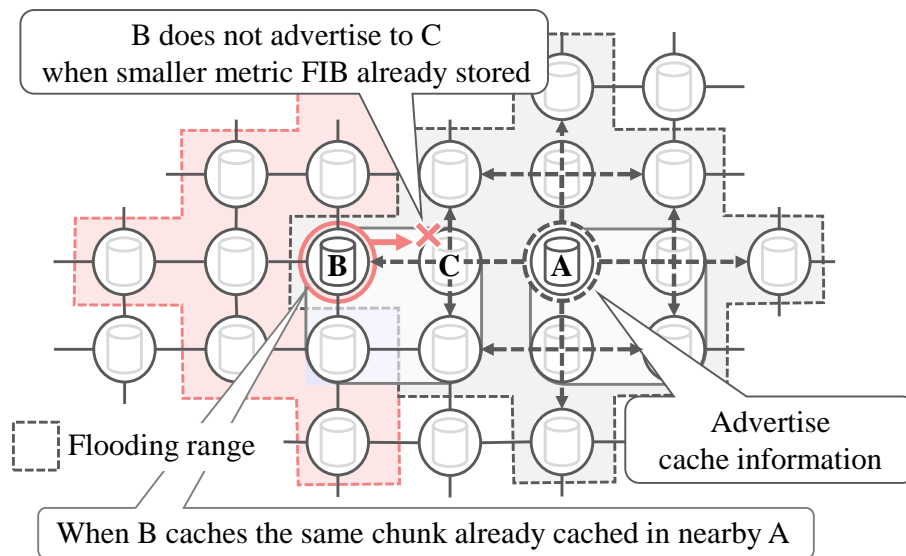 B does not advertise to C
when smaller metric FIB already stored
B
C
A
Flooding range
Advertise
cache information
When B caches the same chunk already cached in nearby A